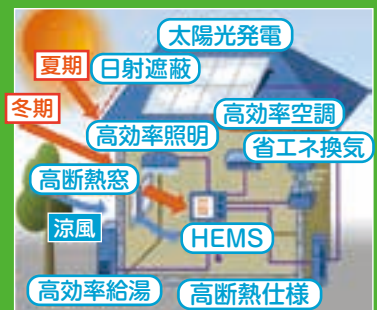 太陽光発電
夏期
日射遮蔽
冬期
高効率照明
高効率空調
省エネ換気
高断熱窓
涼風
HEMS
高効率給湯
高断熱仕様